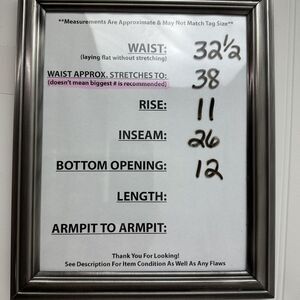 **Measurements Are Approximate & May Not Match Tag Size**
WAIST: 32 1/2
(laying flat without stretching)
WAIST APPROX. STRETCHES TO: 38
(doesn't mean biggest # is recommended)
RISE: 11
INSEAM: 26
BOTTOM OPENING: 12
LENGTH:
ARMPIT TO ARMPIT:
Thank You For Looking!
See Description For Item Condition As Well As Any Flaws